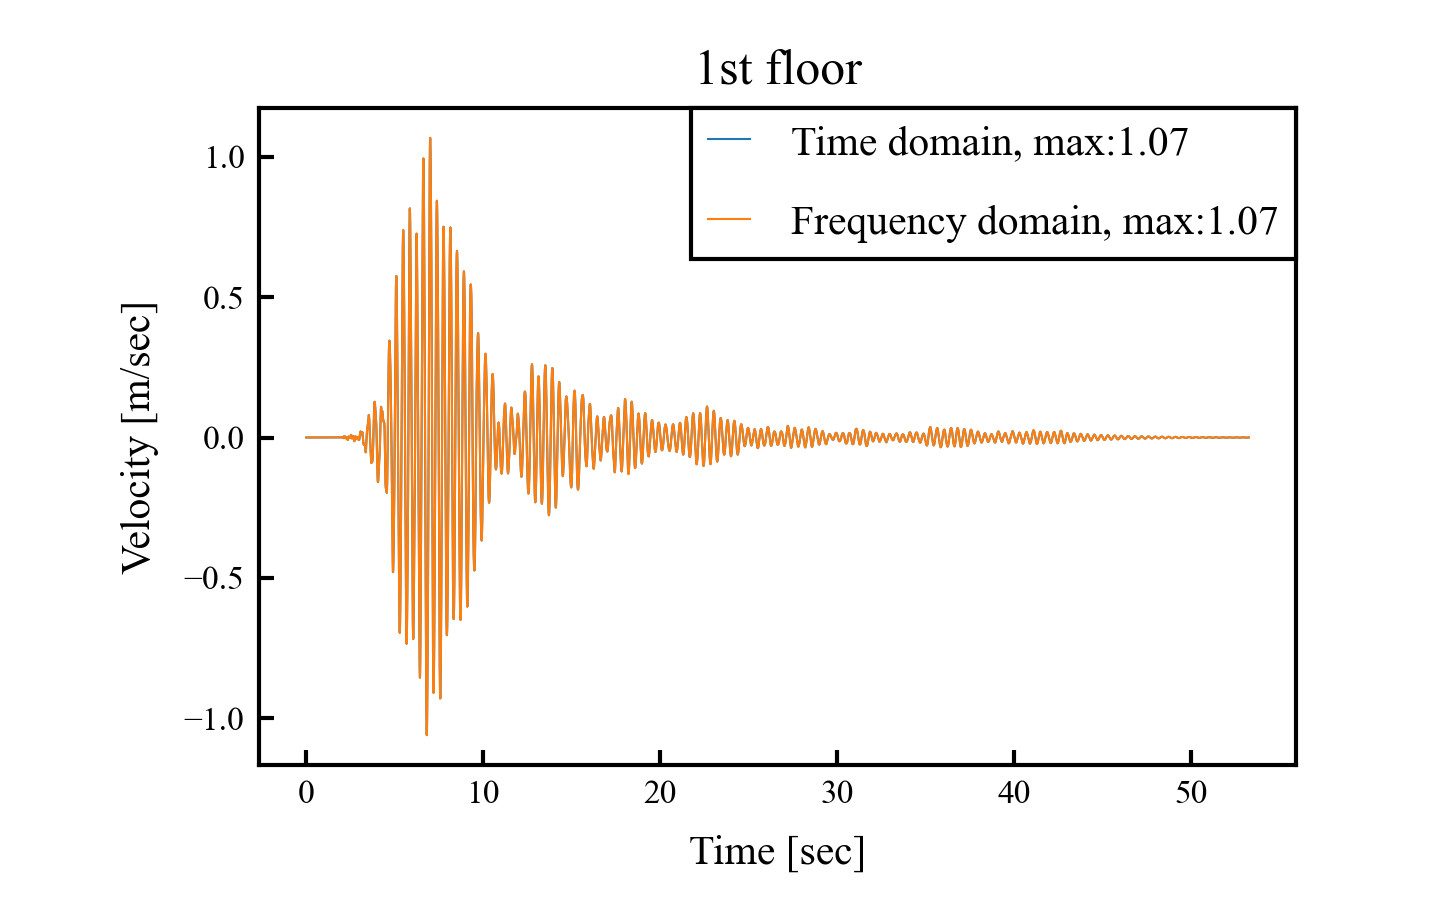 1st floor
Time domain, max:1.07
Frequency domain, max:1.07
1.0
0.5
0.0
−0.5
−1.0
Velocity [m/sec]
0 10 20 30 40 50
Time [sec]